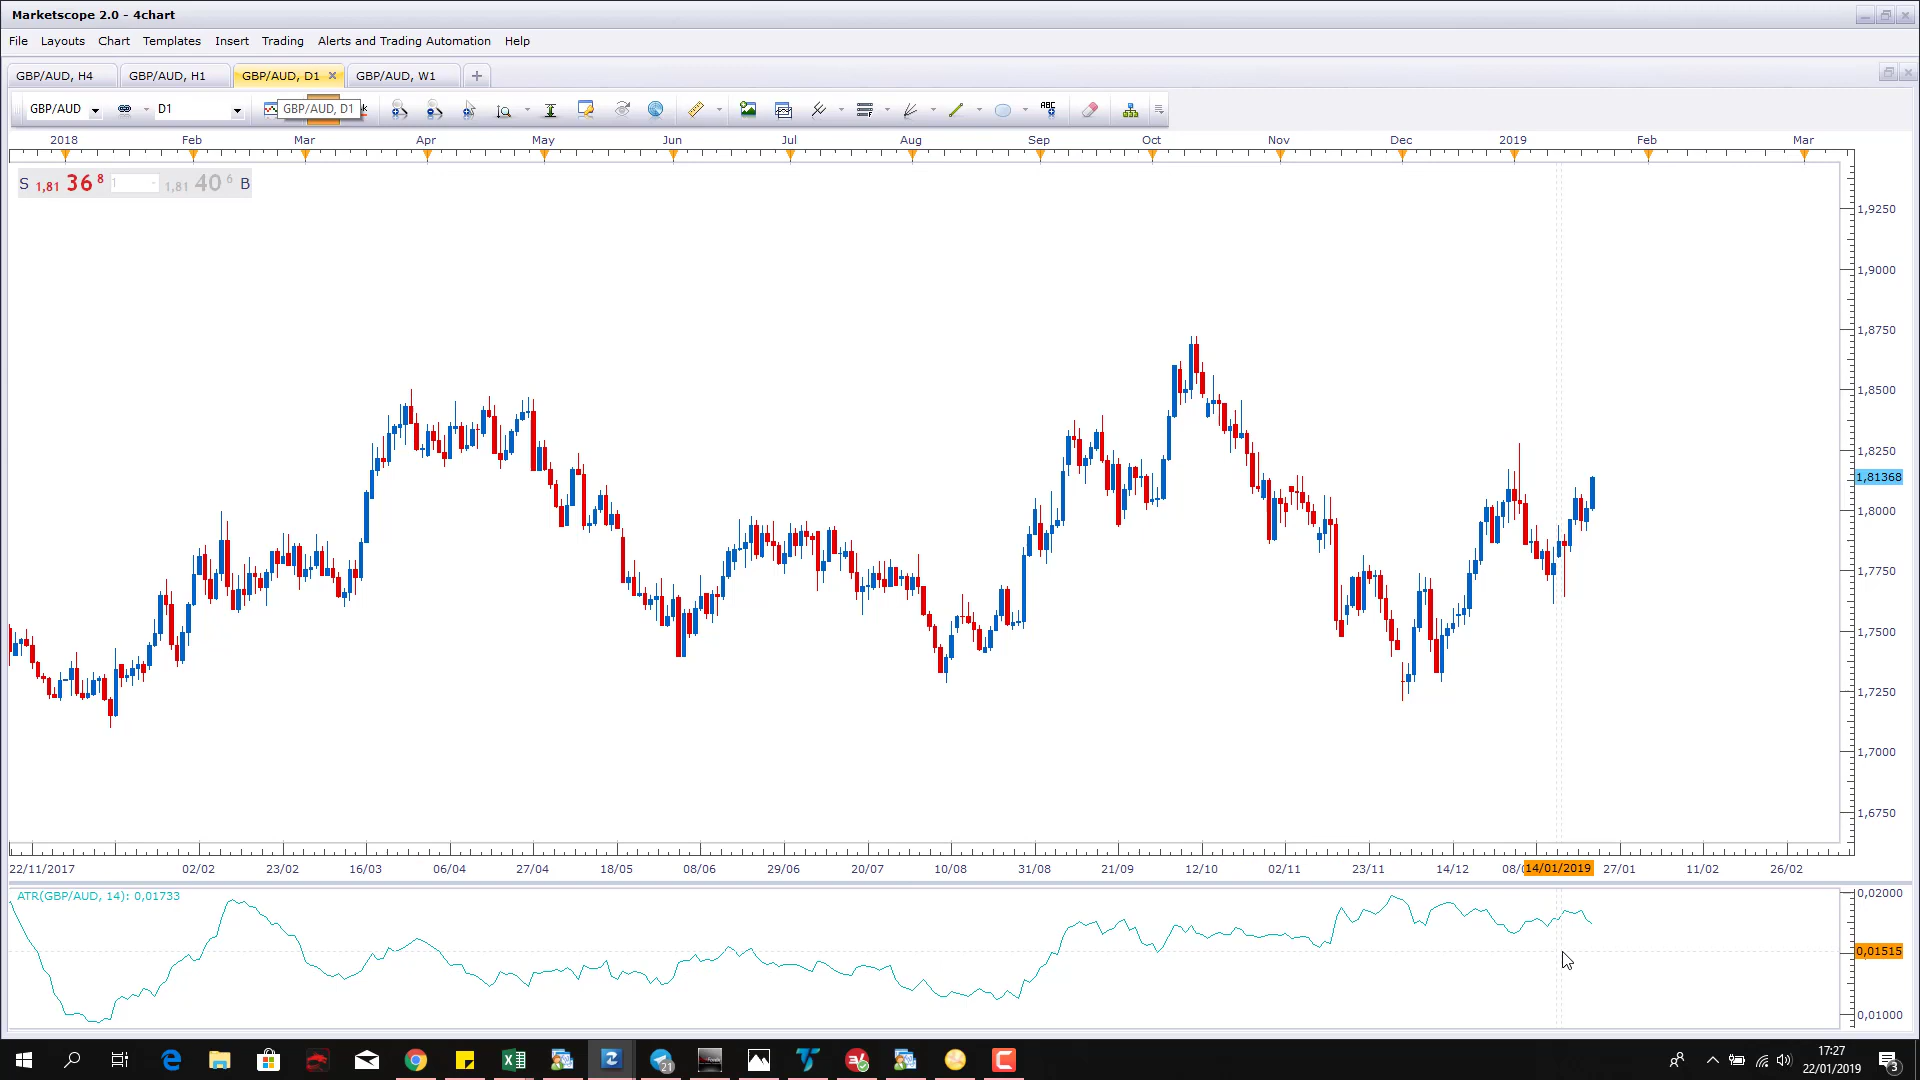 Marketscope 2.0 - 4chart
File Layouts Chart Templates Insert Trading Alerts and Trading Automation Help
GBP/AUD, H4 GBP/AUD, H1 GBP/AUD, D1 GBP/AUD, W1
GBP/AUD D1 GBP/AUD, D1 ABC
2018 Feb Mar Apr May Jun Jul Aug Sep Oct Nov Dec 2019 Feb Mar
S 1,81 36 8 1 1,81 40 6 B
1,9250
1,9000
1,8750
1,8500
1,8250
1,81368
1,8000
1,7750
1,7500
1,7250
1,7000
1,6750
22/11/2017 02/02 23/02 16/03 06/04 27/04 18/05 08/06 29/06 20/07 10/08 31/08 21/09 12/10 02/11 23/11 14/12 08/0 14/01/2019 27/01 11/02 26/02
ATR(GBP/AUD, 14): 0,01733
0,02000
0,01515
0,01000
21
17:27
22/01/2019
3